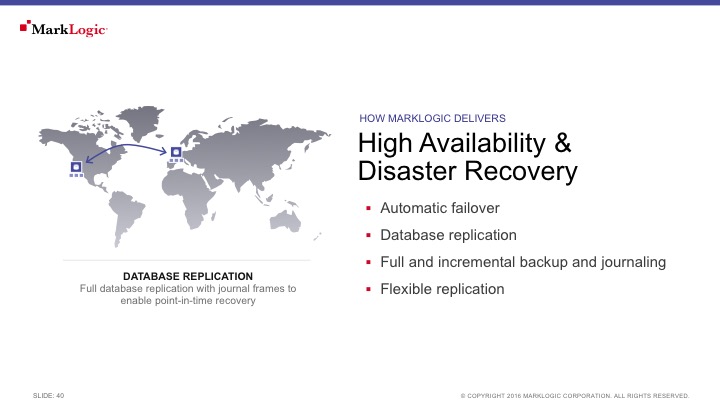 MarkLogic
HOW MARKLOGIC DELIVERS
High Availability &
Disaster Recovery
Automatic failover
Database replication
Full and incremental backup and journaling
Flexible replication
DATABASE REPLICATION
Full database replication with journal frames to
enable point-in-time recovery
SLIDE: 40
© COPYRIGHT 2016 MARKLOGIC CORPORATION. ALL RIGHTS RESERVED.